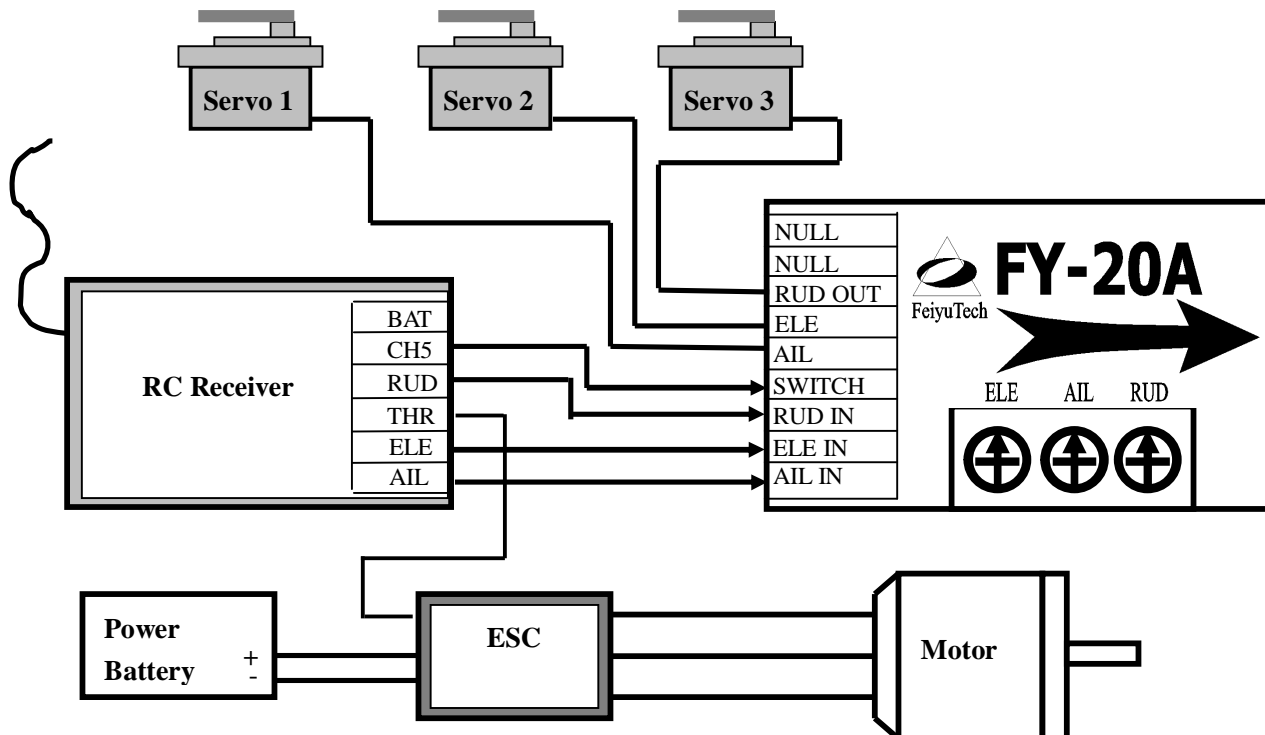 Servo 1
Servo 2
Servo 3
RC Receiver
BAT
CH5
RUD
THR
ELE
AIL
NULL
NULL
RUD OUT
ELE
AIL
SWITCH
RUD IN
ELE IN
AIL IN
FeiyuTech
FY-20A
ELE AIL RUD
Power
Battery
+
-
ESC
Motor